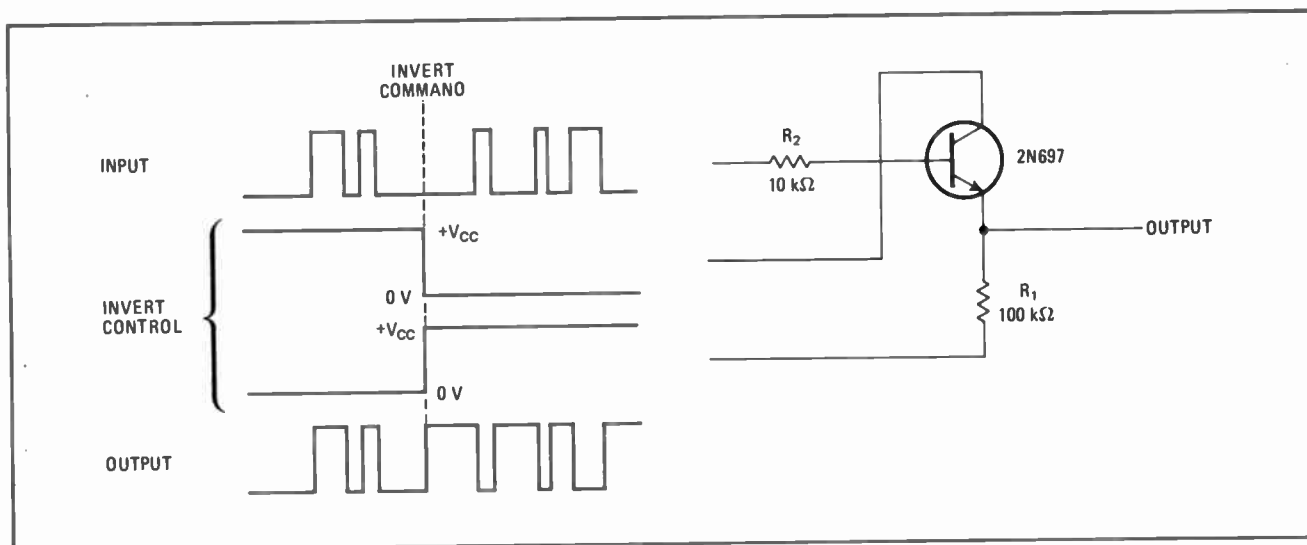 INVERT
COMMANO
INPUT
+VCC
0 V
INVERT
CONTROL
+VCC
0 V
OUTPUT
R2
10 kΩ
2N697
OUTPUT
R1
100 kΩ